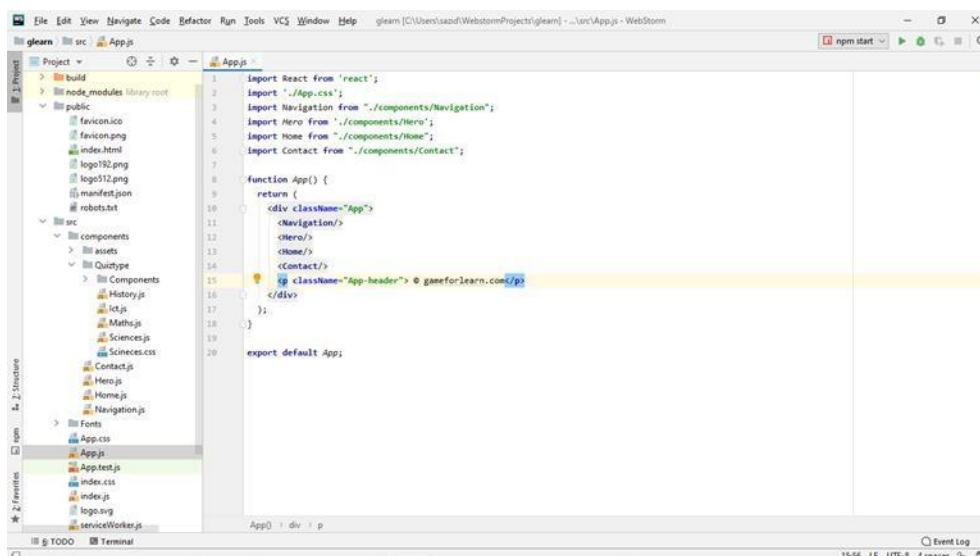 File Edit View Navigate Code Refactor Run Tools VCS Window Help glearn [C:\Users\sazid\WebstormProjects\glearn] - ...\src\App.js - WebStorm
glearn src App.js
npm start
1: Project
Project
App.js
build
node_modules library root
public
favicon.ico
favicon.png
index.html
logo192.png
logo512.png
manifest.json
robots.txt
src
components
assets
Quiztype
Components
History.js
Ict.js
Maths.js
Sciences.js
Scineces.css
Contact.js
Hero.js
Home.js
Navigation.js
Fonts
App.css
App.js
App.test.js
index.css
index.js
logo.svg
serviceWorker.js
2: Structure
npm
2: Favorites
1 import React from 'react';
2 import './App.css';
3 import Navigation from "./components/Navigation";
4 import Hero from './components/Hero';
5 import Home from "./components/Home";
6 import Contact from "./components/Contact";
7
8 function App() {
9 return (
10 <div className="App">
11 <Navigation/>
12 <Hero/>
13 <Home/>
14 <Contact/>
15 <p className="App-header"> © gameforlearn.com</p>
16 </div>
17 );
18 }
19
20 export default App;
App() div p
6: TODO Terminal
Event Log
15:56 LF UTF-8 4 spaces